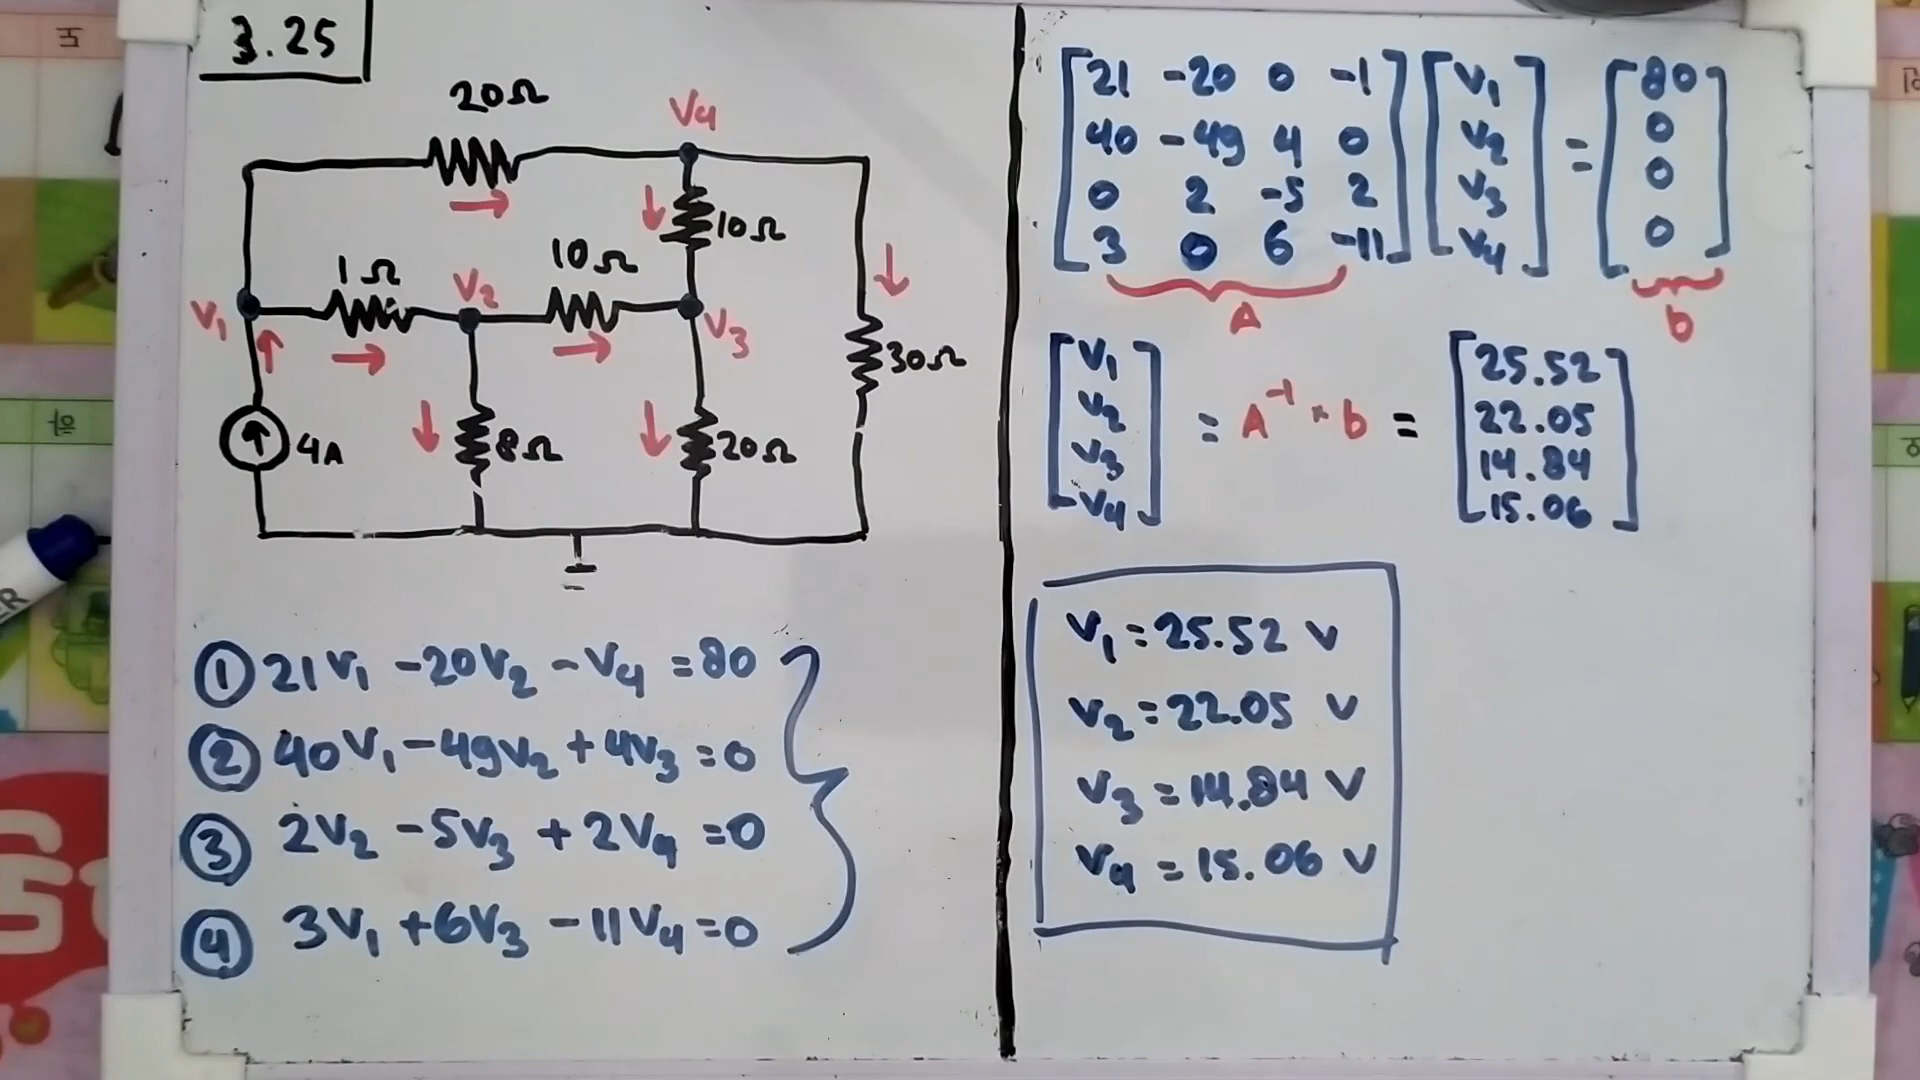 3.25
20Ω
V4
10Ω
1Ω
V2
10Ω
V1
V3
30Ω
4A
8Ω
20Ω
① 21V1 -20V2 -V4 =80
② 40V1 -49V2 +4V3 =0
③ 2V2 -5V3 +2V4 =0
④ 3V1 +6V3 -11V4 =0
[21 -20 0 -1] [V1] = [80]
[40 -49 4 0] [V2] [0]
[0 2 -5 2] [V3] [0]
[3 0 6 -11] [V4] [0]
A
b
[V1] = A⁻¹ * b = [25.52]
[V2] [22.05]
[V3] [14.84]
[V4] [15.06]
V1 = 25.52 V
V2 = 22.05 V
V3 = 14.84 V
V4 = 15.06 V